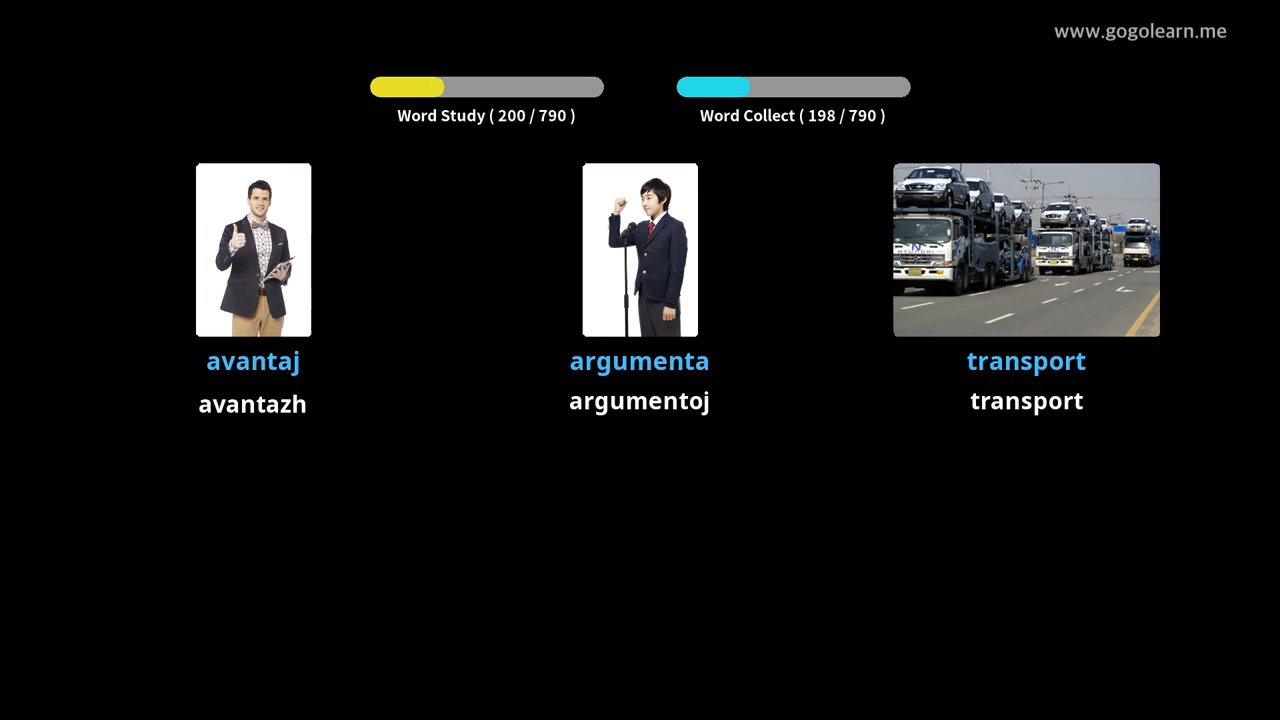 www.gogolearn.me
Word Study ( 200 / 790 )
Word Collect ( 198 / 790 )
avantaj
argumenta
transport
avantazh
argumentoj
transport